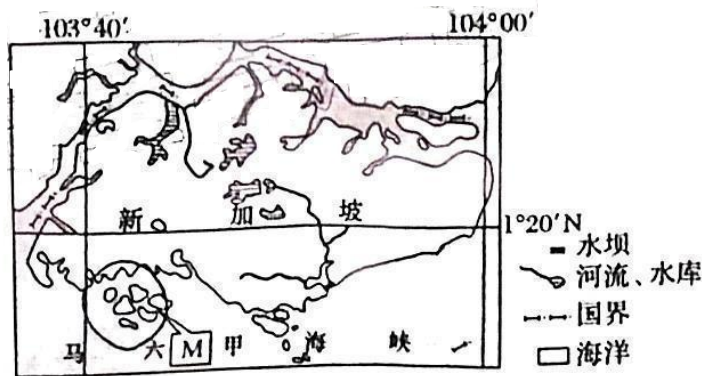 103°40′ 104°00′
新 加 坡
1°20′N
水坝
河流、水库
国界
海洋
M
马 六 甲 海 峡